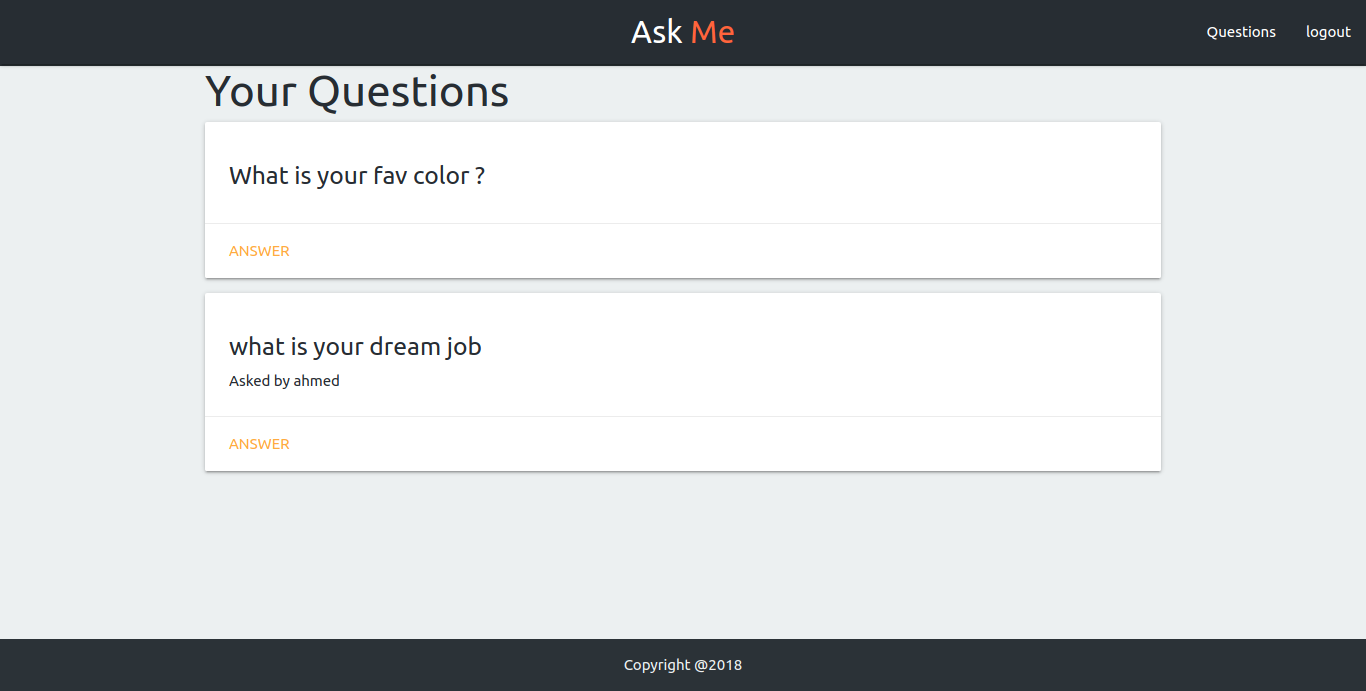 Ask Me
Questions
logout
Your Questions
What is your fav color ?
ANSWER
what is your dream job
Asked by ahmed
ANSWER
Copyright @2018